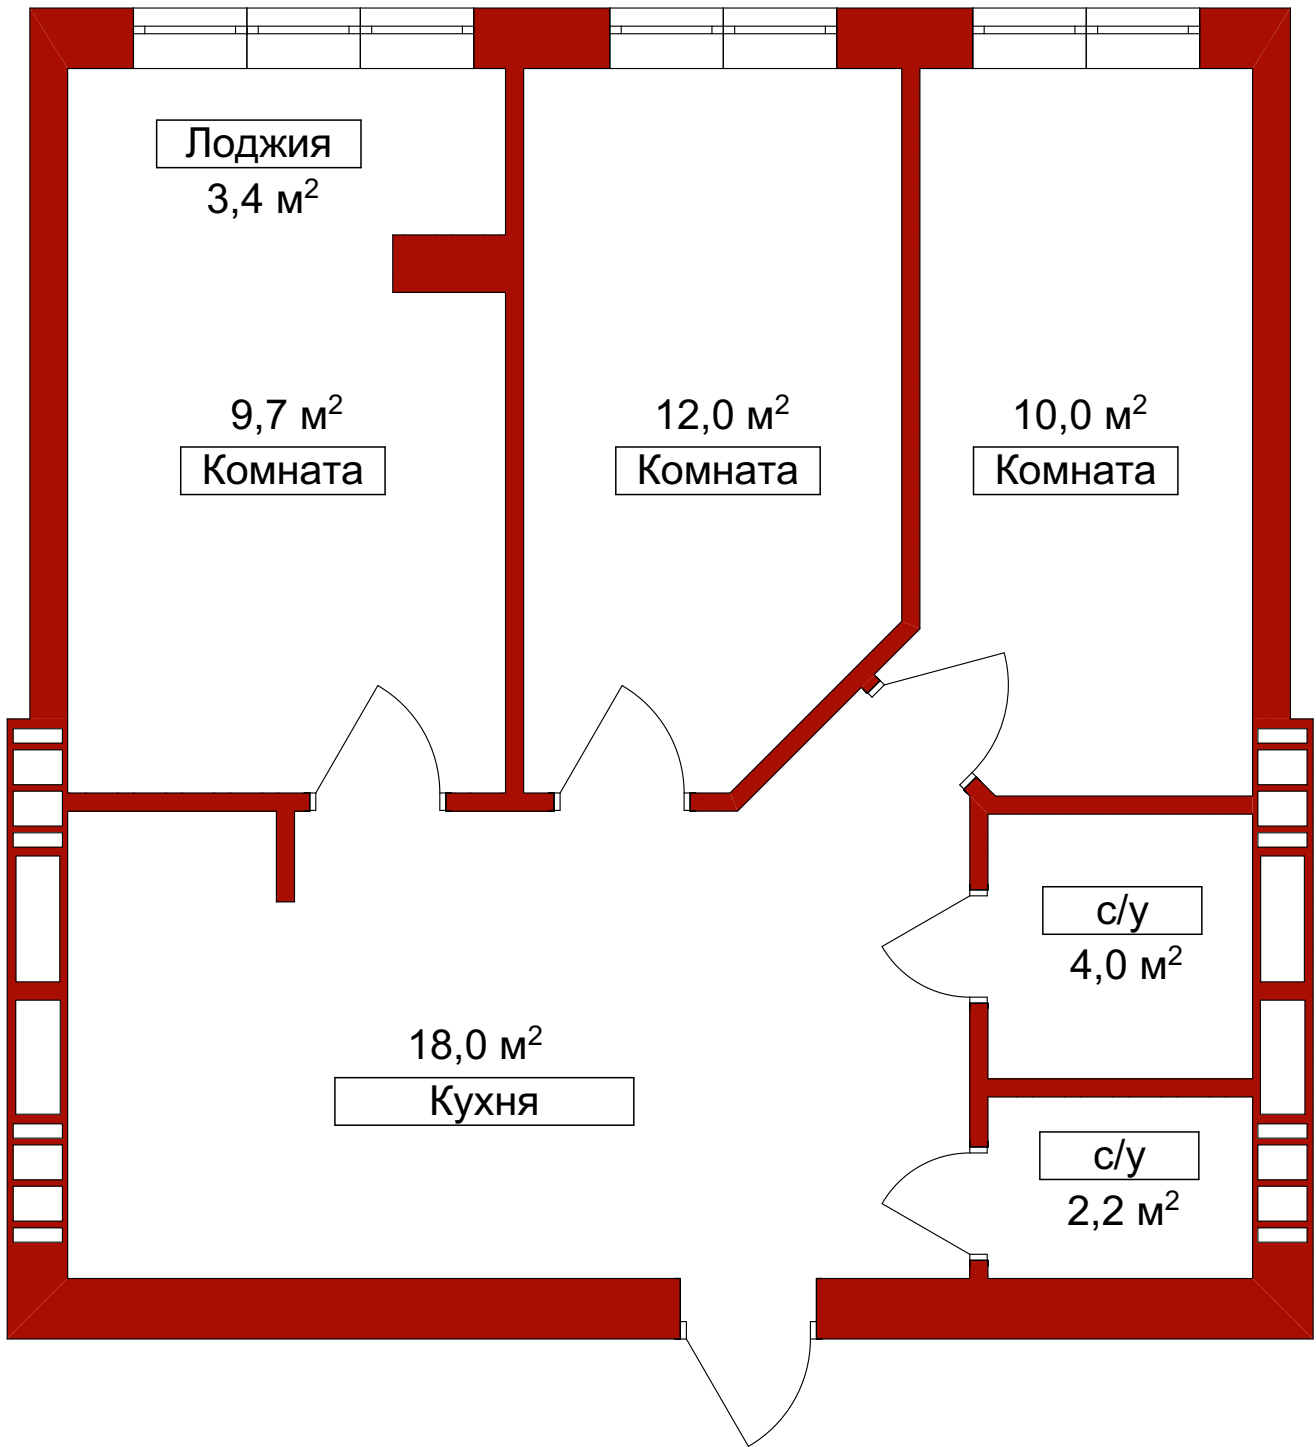 Лоджия
3,4 м²
9,7 м²
Комната
12,0 м²
Комната
10,0 м²
Комната
с/у
4,0 м²
18,0 м²
Кухня
с/у
2,2 м²